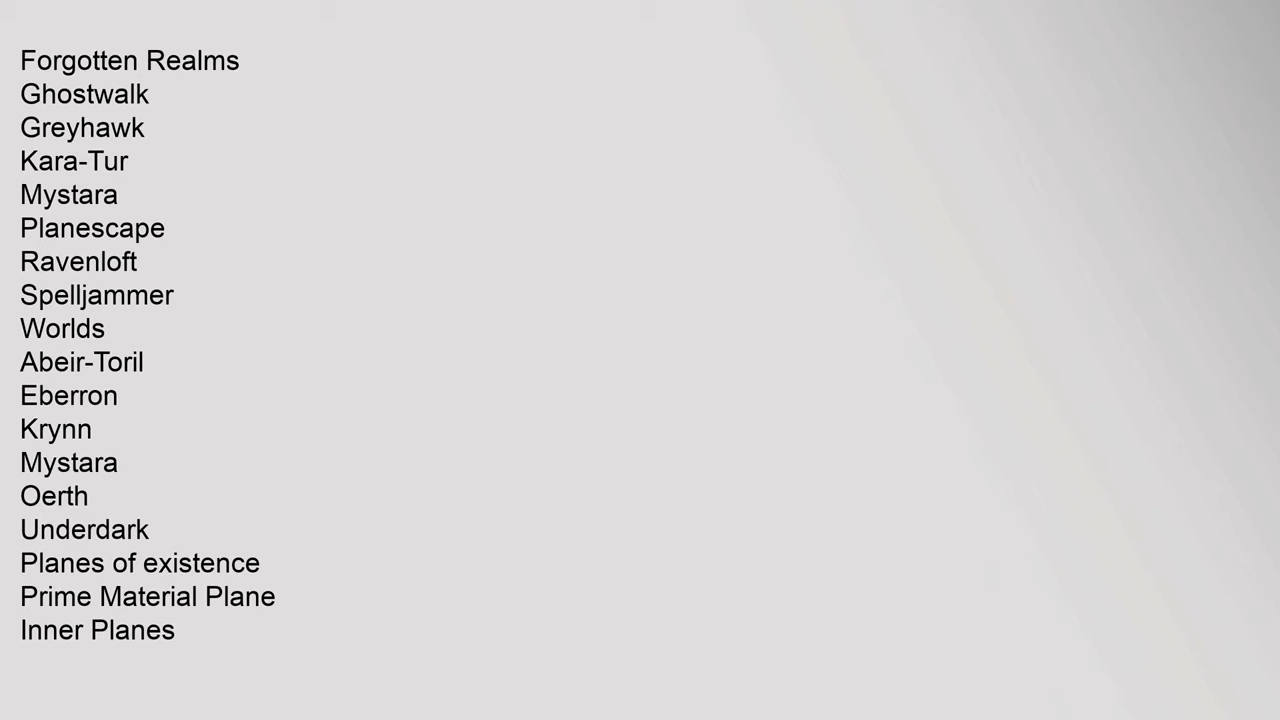 Forgotten Realms
Ghostwalk
Greyhawk
Kara-Tur
Mystara
Planescape
Ravenloft
Spelljammer
Worlds
Abeir-Toril
Eberron
Krynn
Mystara
Oerth
Underdark
Planes of existence
Prime Material Plane
Inner Planes